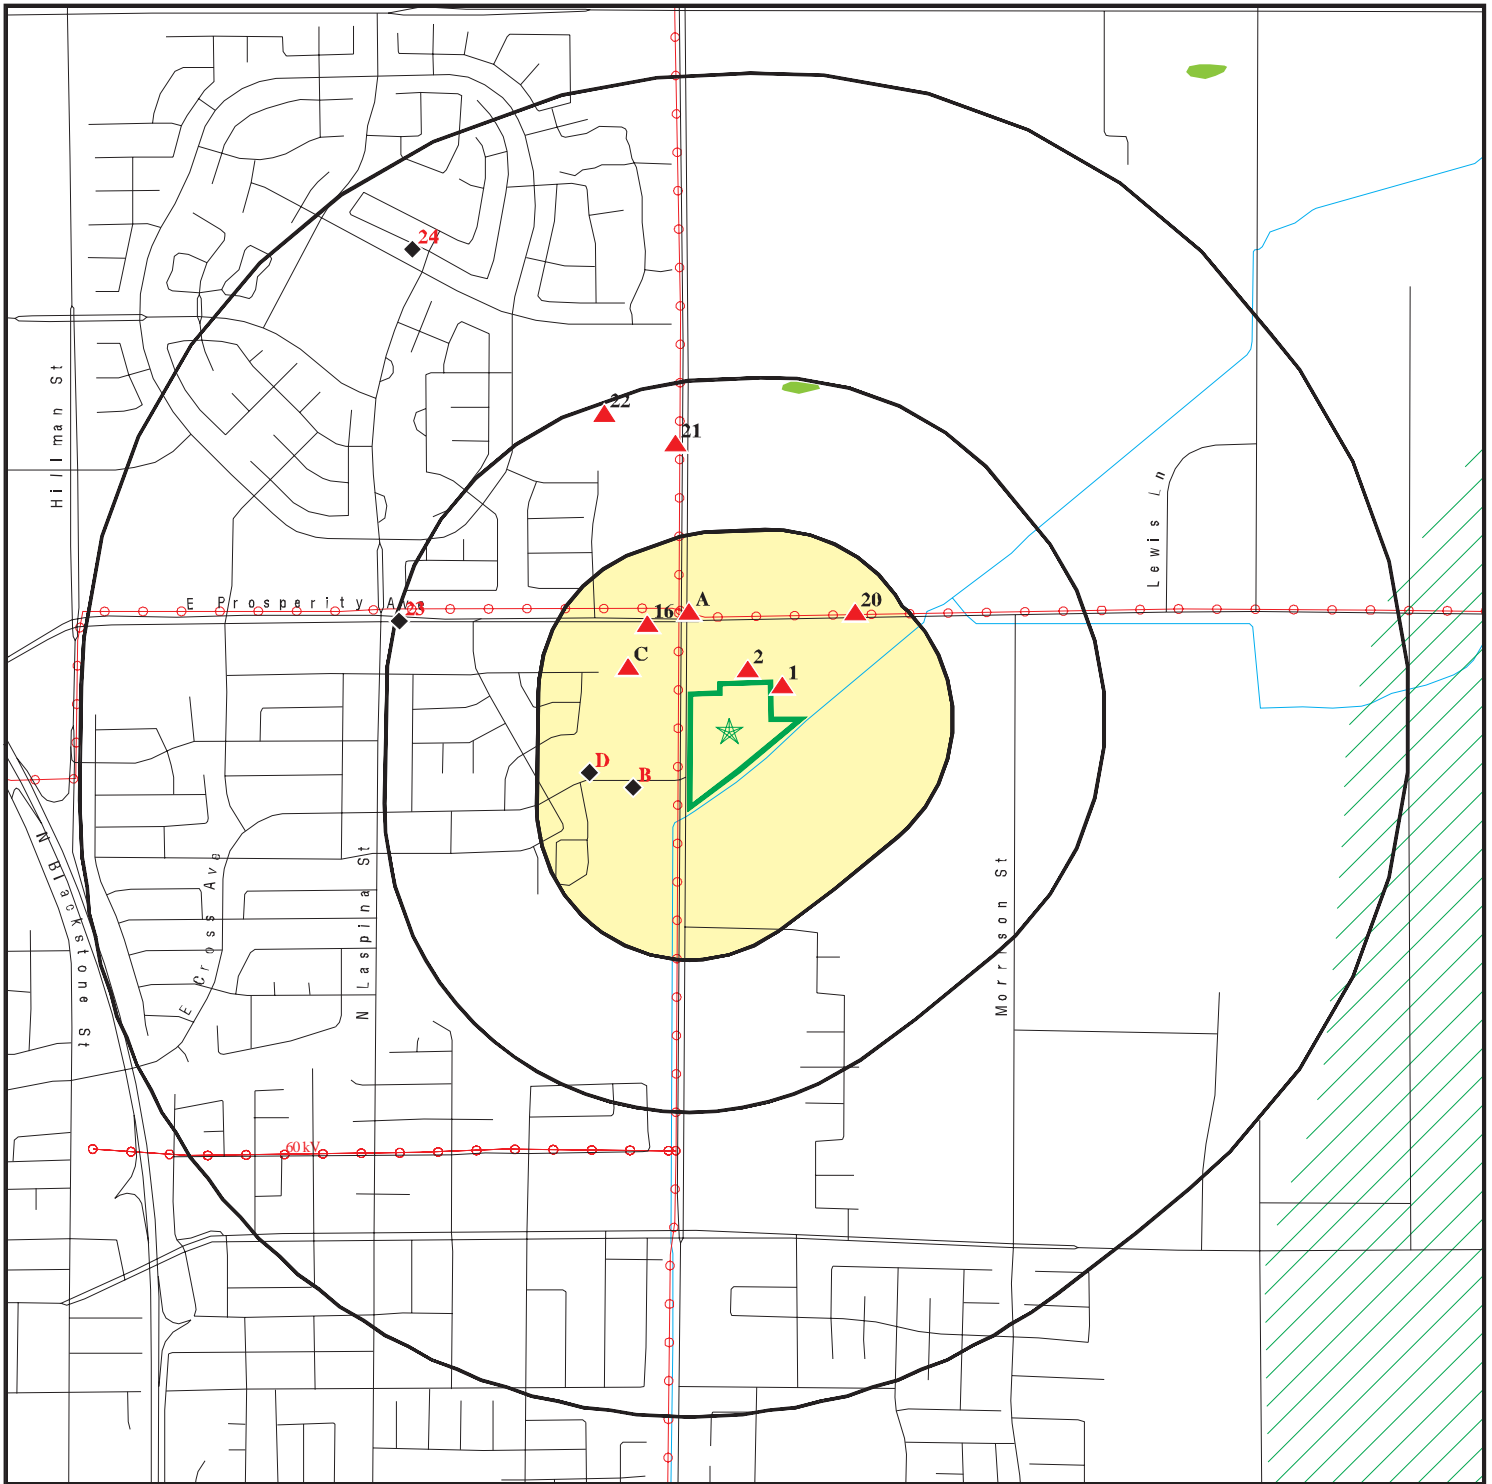 24
22
21
Hillman St
Lewis Ln
E Prosperity Av
23
16
A
20
C
2
1
D
B
N Blackstone St
E Cross Ave
N Laspina St
Morrison St
60 kV